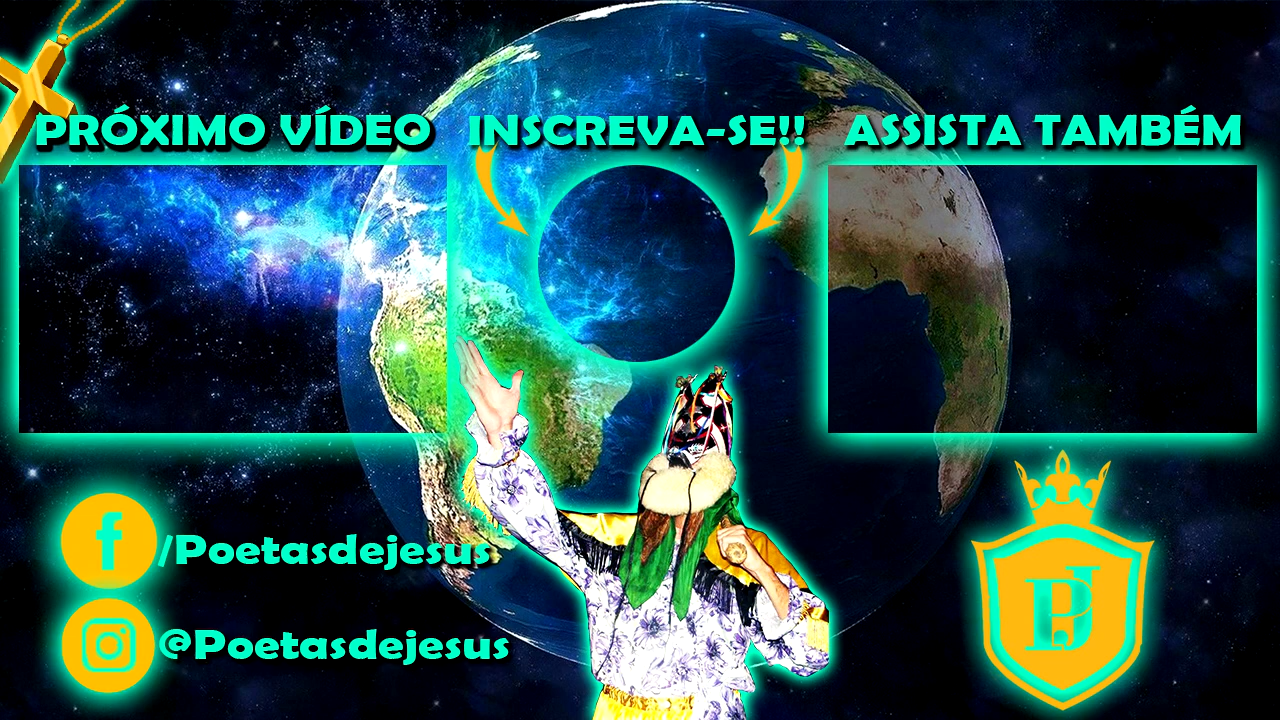 PRÓXIMO VÍDEO
INSCREVA-SE!!
ASSISTA TAMBÉM
/Poetasdejesus
@Poetasdejesus
PJ